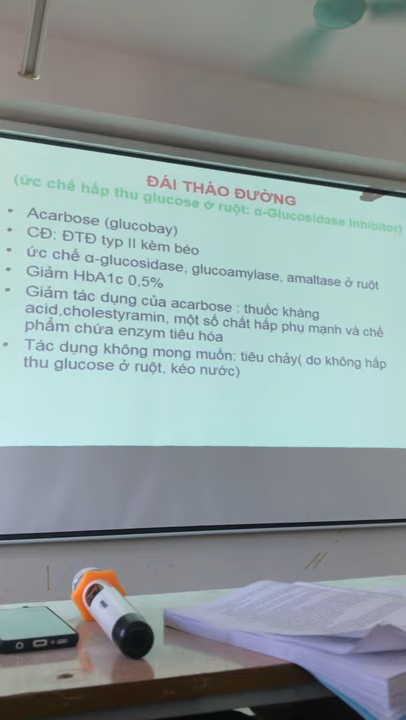 ĐÁI THÁO ĐƯỜNG
(ức chế hấp thu glucose ở ruột: α-Glucosidase Inhibitor)
• Acarbose (glucobay)
• CĐ: ĐTĐ typ II kèm béo
• ức chế α-glucosidase, glucoamylase, amaltase ở ruột
• Giảm HbA1c 0,5%
• Giảm tác dụng của acarbose : thuốc kháng
acid,cholestyramin, một số chất hấp phụ mạnh và chế
phẩm chứa enzym tiêu hóa
• Tác dụng không mong muốn: tiêu chảy( do không hấp
thu glucose ở ruột, kéo nước)